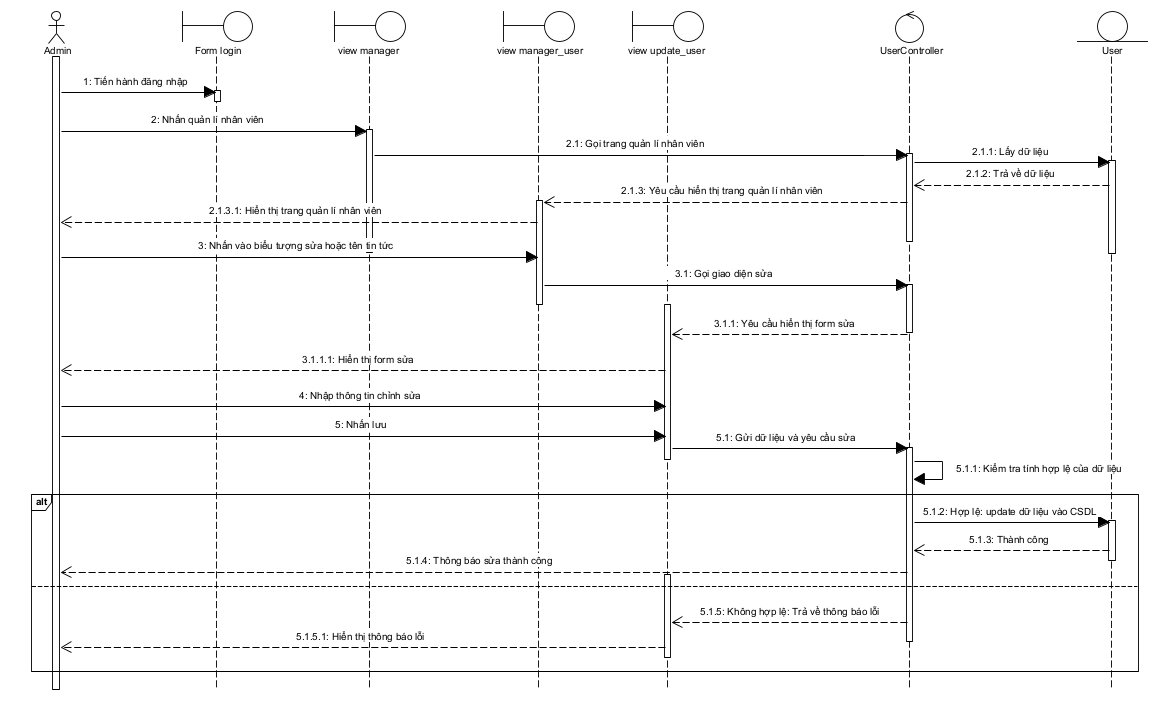 Admin
Form login
view manager
view manager_user
view update_user
UserController
User
1: Tiến hành đăng nhập
2: Nhấn quản lí nhân viên
2.1: Gọi trang quản lí nhân viên
2.1.1: Lấy dữ liệu
2.1.2: Trả về dữ liệu
2.1.3: Yêu cầu hiển thị trang quản lí nhân viên
2.1.3.1: Hiển thị trang quản lí nhân viên
3: Nhấn vào biểu tượng sửa hoặc tên tin tức
3.1: Gọi giao diện sửa
3.1.1: Yêu cầu hiển thị form sửa
3.1.1.1: Hiển thị form sửa
4: Nhập thông tin chỉnh sửa
5: Nhấn lưu
5.1: Gửi dữ liệu và yêu cầu sửa
5.1.1: Kiểm tra tính hợp lệ của dữ liệu
alt
5.1.2: Hợp lệ: update dữ liệu vào CSDL
5.1.3: Thành công
5.1.4: Thông báo sửa thành công
5.1.5: Không hợp lệ: Trả về thông báo lỗi
5.1.5.1: Hiển thị thông báo lỗi